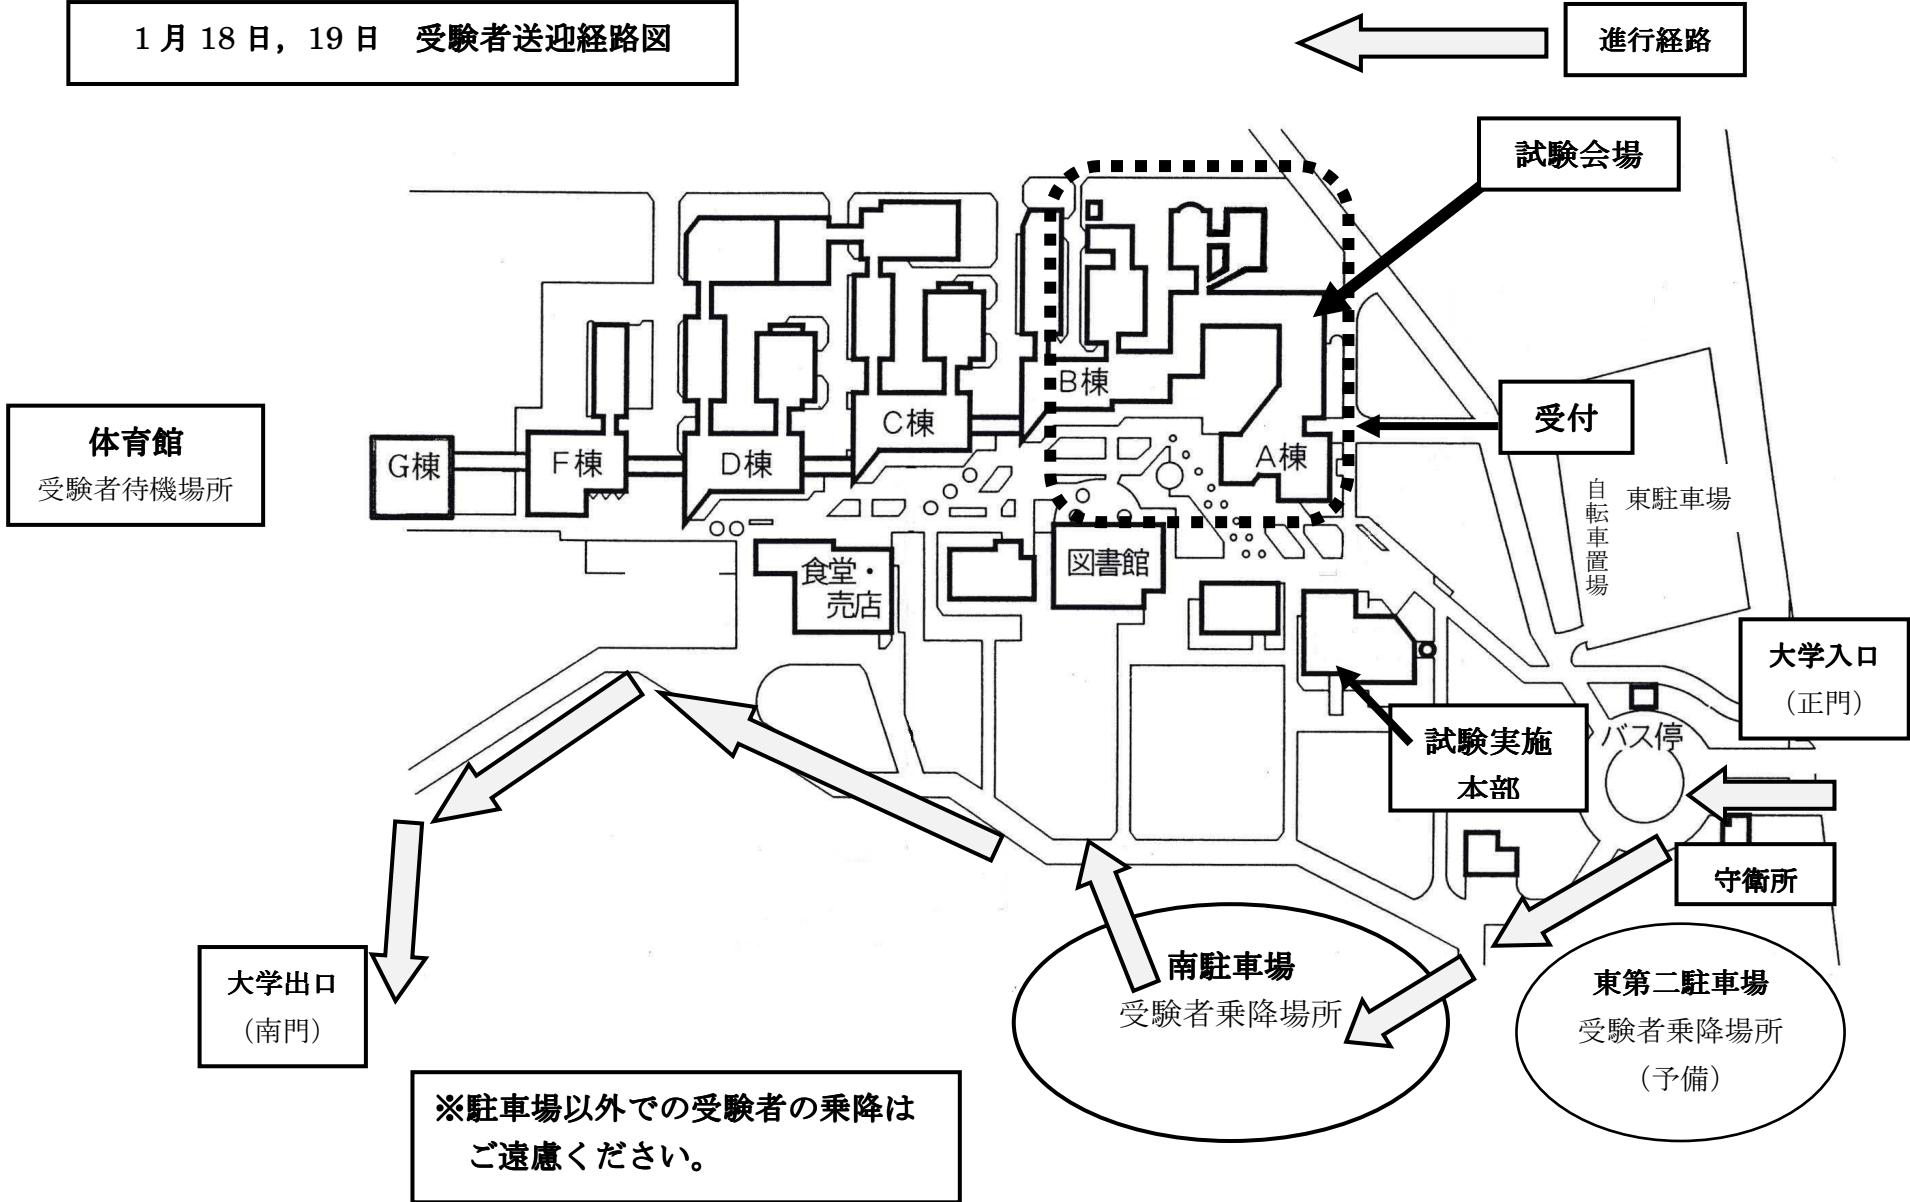 1月18日，19日　受験者送迎経路図
進行経路
試験会場
受付
体育館
受験者待機場所
G棟
F棟
D棟
C棟
B棟
A棟
自転車置場
東駐車場
食堂・
売店
図書館
大学入口
（正門）
バス停
試験実施
本部
守衛所
大学出口
（南門）
南駐車場
受験者乗降場所
東第二駐車場
受験者乗降場所
（予備）
※駐車場以外での受験者の乗降は
ご遠慮ください。